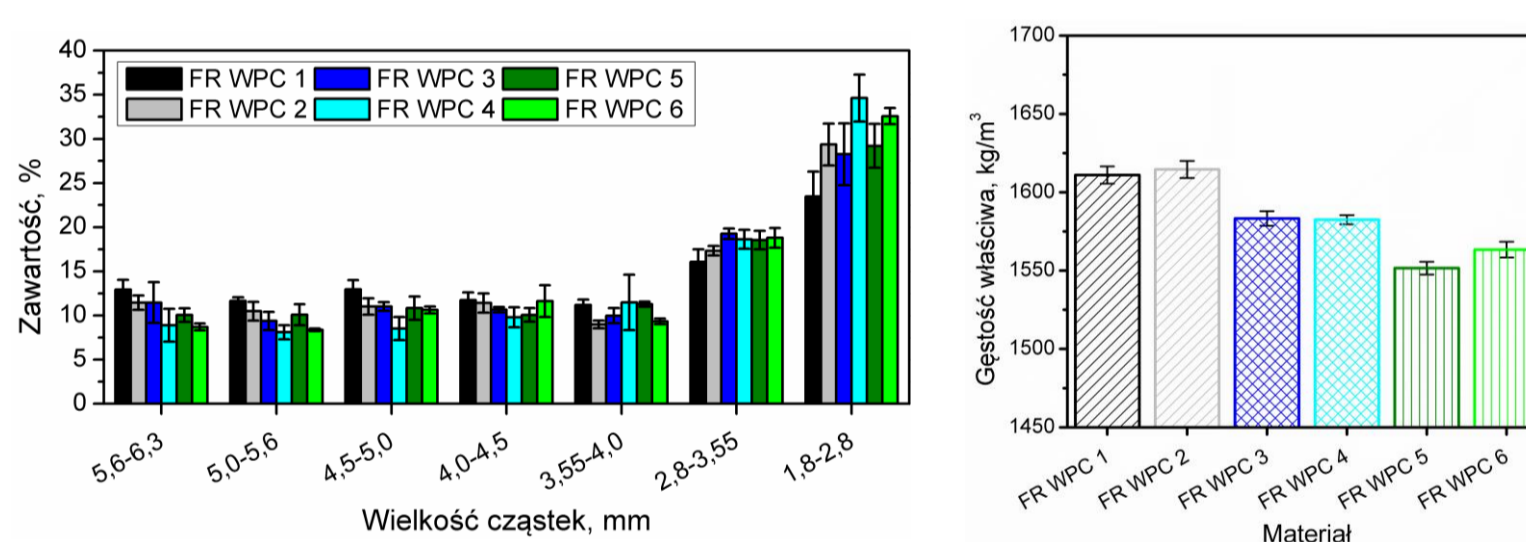 40
35
30
25
20
15
10
5
0
Zawartość, %
FR WPC 1 FR WPC 3 FR WPC 5
FR WPC 2 FR WPC 4 FR WPC 6
5,6-6,3 5,0-5,6 4,5-5,0 4,0-4,5 3,55-4,0 2,8-3,55 1,8-2,8
Wielkość cząstek, mm
1700
1650
1600
1550
1500
1450
Gęstość właściwa, kg/m³
FR WPC 1 FR WPC 2 FR WPC 3 FR WPC 4 FR WPC 5 FR WPC 6
Materiał